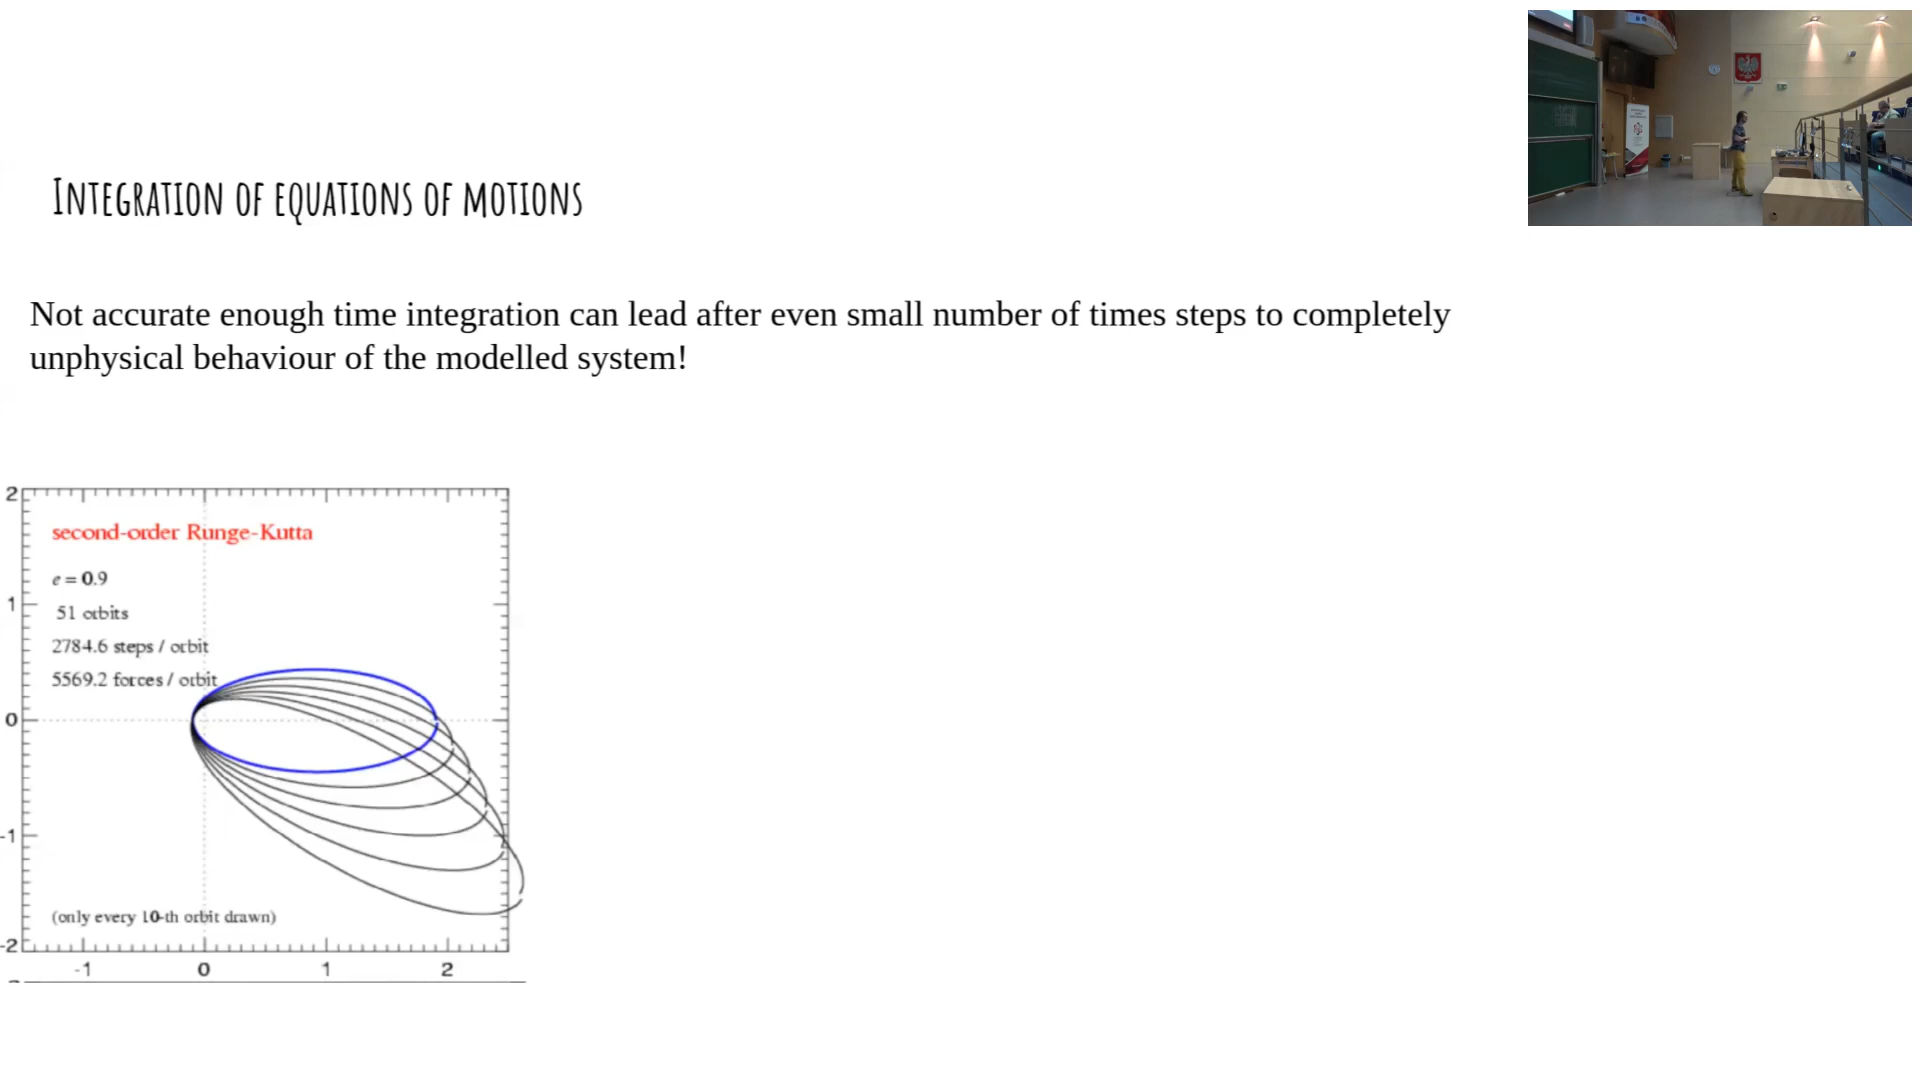 INTEGRATION OF EQUATIONS OF MOTIONS
Not accurate enough time integration can lead after even small number of times steps to completely
unphysical behaviour of the modelled system!
2
second-order Runge-Kutta
e = 0.9
1
51 orbits
2784.6 steps / orbit
5569.2 forces / orbit
0
-1
(only every 10-th orbit drawn)
-2
-1 0 1 2